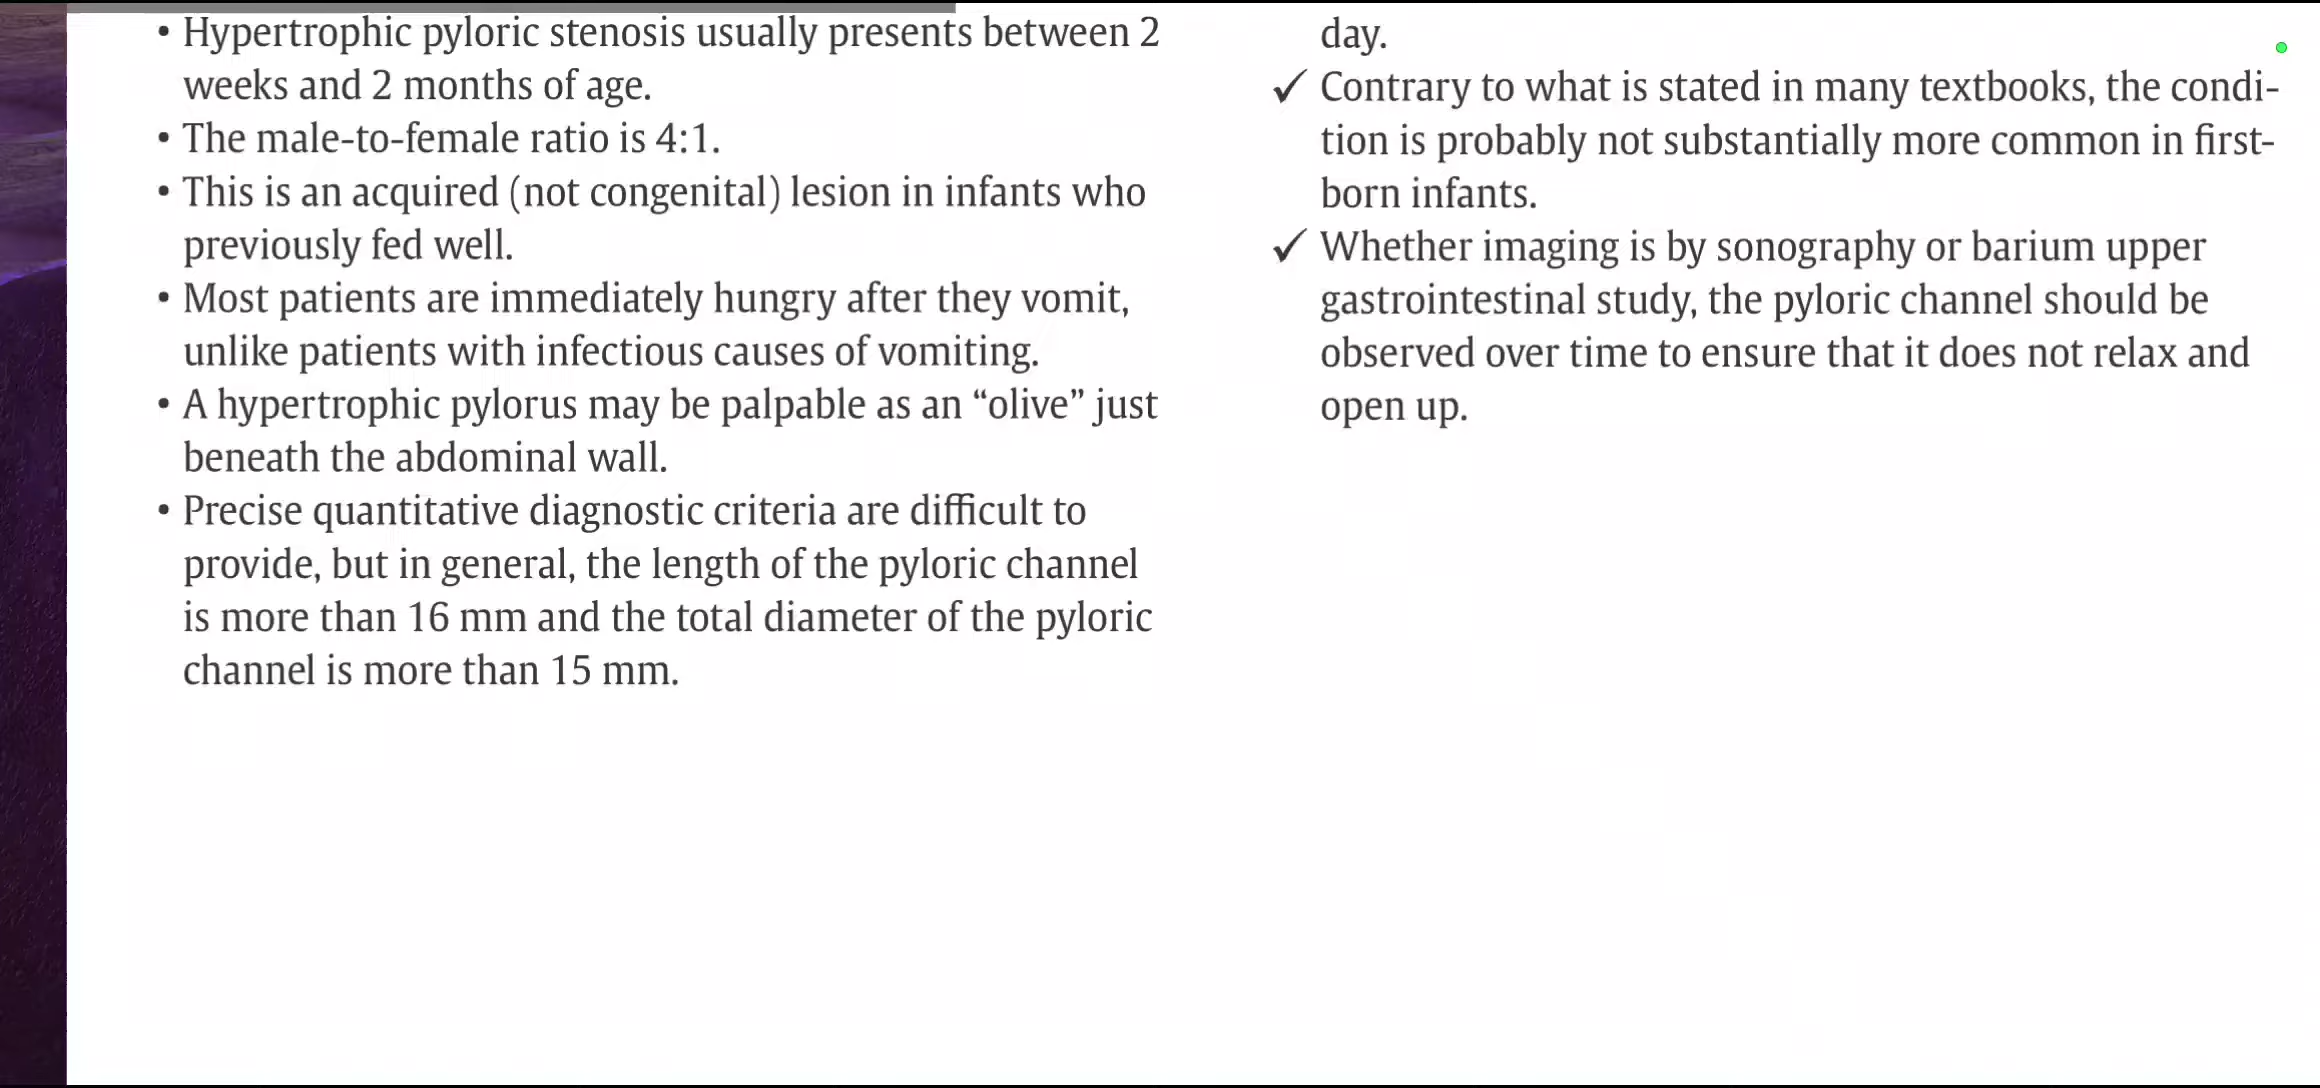 • Hypertrophic pyloric stenosis usually presents between 2
weeks and 2 months of age.
• The male-to-female ratio is 4:1.
• This is an acquired (not congenital) lesion in infants who
previously fed well.
• Most patients are immediately hungry after they vomit,
unlike patients with infectious causes of vomiting.
• A hypertrophic pylorus may be palpable as an “olive” just
beneath the abdominal wall.
• Precise quantitative diagnostic criteria are difficult to
provide, but in general, the length of the pyloric channel
is more than 16 mm and the total diameter of the pyloric
channel is more than 15 mm.
day.
✓ Contrary to what is stated in many textbooks, the condi-
tion is probably not substantially more common in first-
born infants.
✓ Whether imaging is by sonography or barium upper
gastrointestinal study, the pyloric channel should be
observed over time to ensure that it does not relax and
open up.